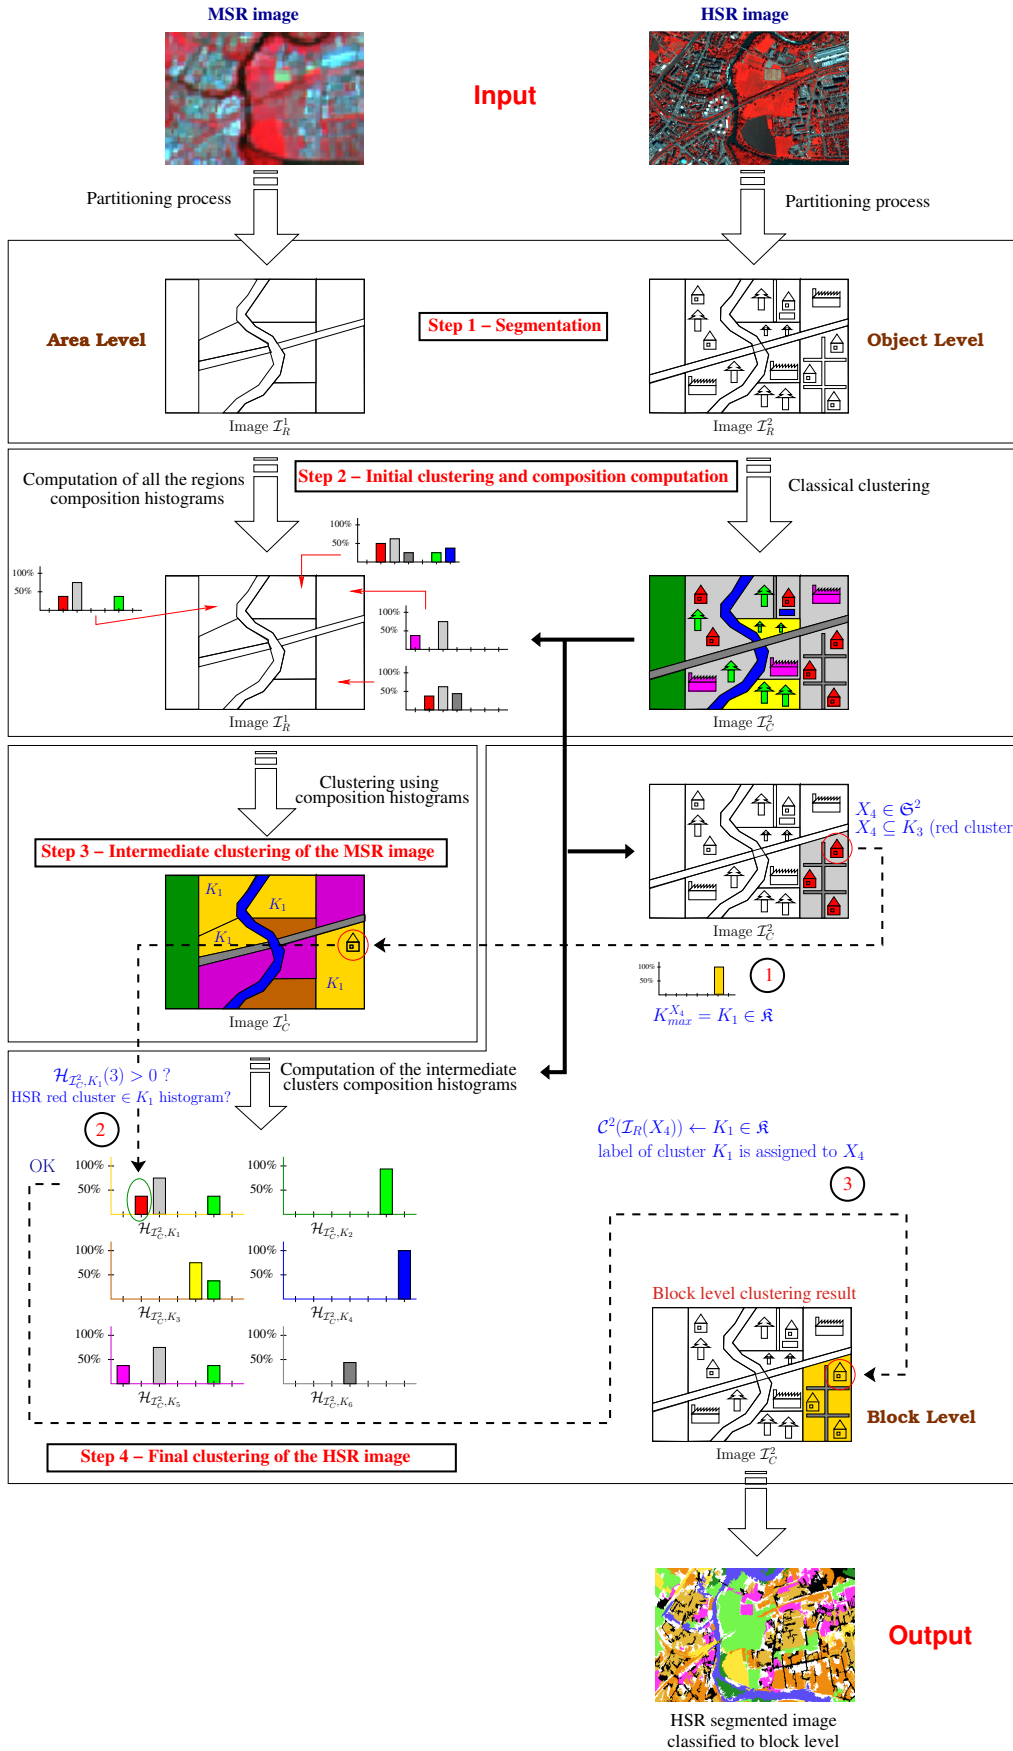 MSR image
HSR image
Input
Partitioning process
Partitioning process
Step 1 – Segmentation
Area Level
Object Level
Image $\mathcal{I}_R^1$
Image $\mathcal{I}_R^2$
Step 2 – Initial clustering and composition computation
Computation of all the regions
composition histograms
Classical clustering
100%
50%
100%
50%
100%
50%
100%
50%
Image $\mathcal{I}_R^1$
Image $\mathcal{I}_C^2$
Clustering using
composition histograms
Step 3 – Intermediate clustering of the MSR image
$K_1$
$K_1$
$K_1$
$K_1$
Image $\mathcal{I}_C^1$
$X_4 \in \mathfrak{S}^2$
$X_4 \subseteq K_3$ (red cluster
Image $\mathcal{I}_C^2$
100%
50%
1
$K_{max}^{X_4} = K_1 \in \mathfrak{K}$
Computation of the intermediate
clusters composition histograms
$\mathcal{H}_{\mathcal{I}_C^2, K_1}(3) > 0$ ?
HSR red cluster ∈ $K_1$ histogram?
2
OK
$\mathcal{C}^2(\mathcal{I}_R(X_4)) \leftarrow K_1 \in \mathfrak{K}$
label of cluster $K_1$ is assigned to $X_4$
3
100%
50%
$\mathcal{H}_{\mathcal{I}_C^2, K_1}$
100%
50%
$\mathcal{H}_{\mathcal{I}_C^2, K_2}$
100%
50%
$\mathcal{H}_{\mathcal{I}_C^2, K_3}$
100%
50%
$\mathcal{H}_{\mathcal{I}_C^2, K_4}$
100%
50%
$\mathcal{H}_{\mathcal{I}_C^2, K_5}$
100%
50%
$\mathcal{H}_{\mathcal{I}_C^2, K_6}$
Block level clustering result
Block Level
Image $\mathcal{I}_C^2$
Step 4 – Final clustering of the HSR image
Output
HSR segmented image
classified to block level